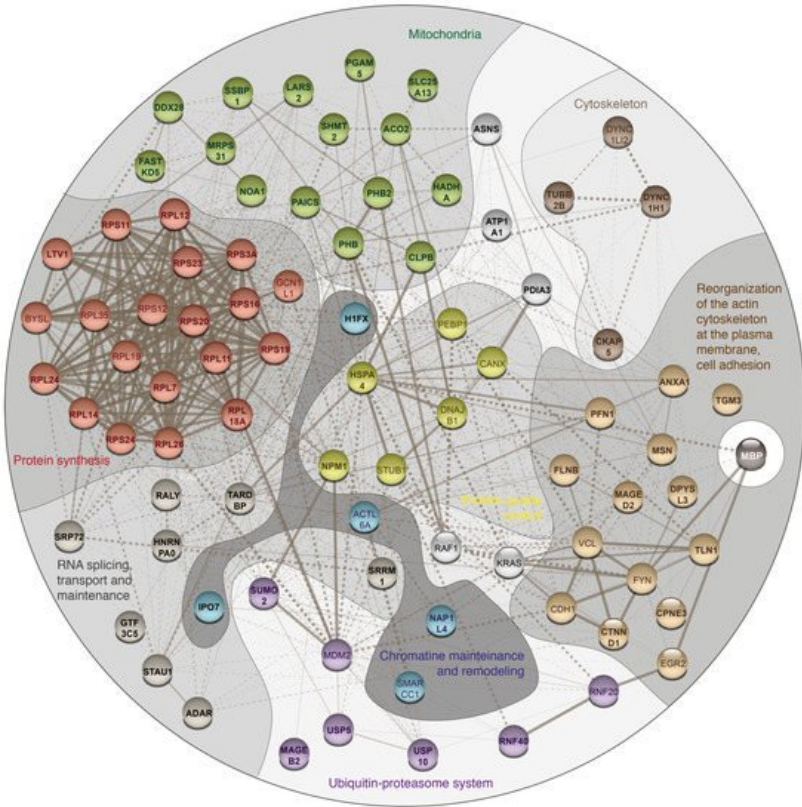 Mitochondria
PGAM
5
SLC25
A13
SSBP
1
LARS
2
DDX28
SHMT
2
ACO2
ASNS
Cytoskeleton
DYNC
1LI2
MRPS
31
FAST
KD5
NOA1
PAICS
PHB2
HADH
A
TUBB
2B
DYNC
1H1
RPS11
RPL12
ATP1
A1
LTV1
RPS23
RPS3A
PHB
CLPB
GCN1
L1
PDIA3
Reorganization
of the actin
cytoskeleton
at the plasma
membrane,
cell adhesion
BYSL
RPL35
RPS12
RPS20
RPS16
H1FX
PEBP1
RPL19
RPL11
RPS19
CANX
CKAP
5
RPL24
RPL7
HSPA
4
ANXA1
TGM3
RPL14
RPL
18A
DNAJ
B1
PFN1
RPS24
RPL26
MSN
MBP
Protein synthesis
NPM1
STUB1
FLNB
MAGE
D2
DPYS
L3
RALY
TARD
BP
Protein quality
control
SRP72
HNRN
PA0
ACTL
6A
RAF1
KRAS
VCL
TLN1
RNA splicing,
transport and
maintenance
SRRM
1
FYN
IPO7
SUMO
2
CDH1
CPNE3
GTF
3C5
NAP1
L4
CTNN
D1
STAU1
MDM2
Chromatine mainteinance
and remodeling
EGR2
SMAR
CC1
RNF20
ADAR
USP5
RNF40
MAGE
B2
USP
10
Ubiquitin-proteasome system